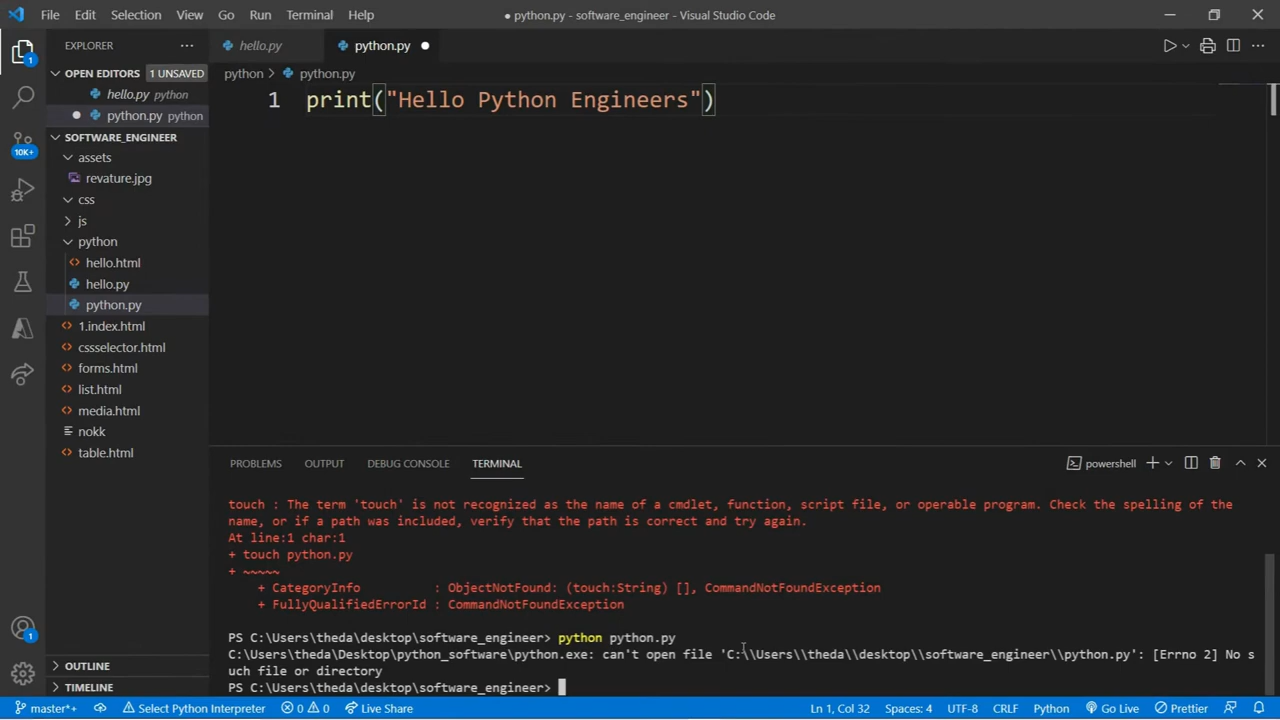 File Edit Selection View Go Run Terminal Help ● python.py - software_engineer - Visual Studio Code
EXPLORER
hello.py python.py
OPEN EDITORS 1 UNSAVED
python > python.py
hello.py python
1 print("Hello Python Engineers")
python.py python
SOFTWARE_ENGINEER
assets
revature.jpg
10K+
css
js
python
hello.html
hello.py
python.py
1.index.html
cssselector.html
forms.html
list.html
media.html
nokk
table.html
PROBLEMS OUTPUT DEBUG CONSOLE TERMINAL powershell
touch : The term 'touch' is not recognized as the name of a cmdlet, function, script file, or operable program. Check the spelling of the
name, or if a path was included, verify that the path is correct and try again.
At line:1 char:1
+ touch python.py
+ ~~~~~
+ CategoryInfo : ObjectNotFound: (touch:String) [], CommandNotFoundException
+ FullyQualifiedErrorId : CommandNotFoundException
PS C:\Users\theda\desktop\software_engineer> python python.py
C:\Users\theda\Desktop\python_software\python.exe: can't open file 'C:\\Users\\theda\\desktop\\software_engineer\\python.py': [Errno 2] No s
uch file or directory
PS C:\Users\theda\desktop\software_engineer>
OUTLINE
TIMELINE
master*+ Select Python Interpreter 0 0 Live Share Ln 1, Col 32 Spaces: 4 UTF-8 CRLF Python Go Live Prettier